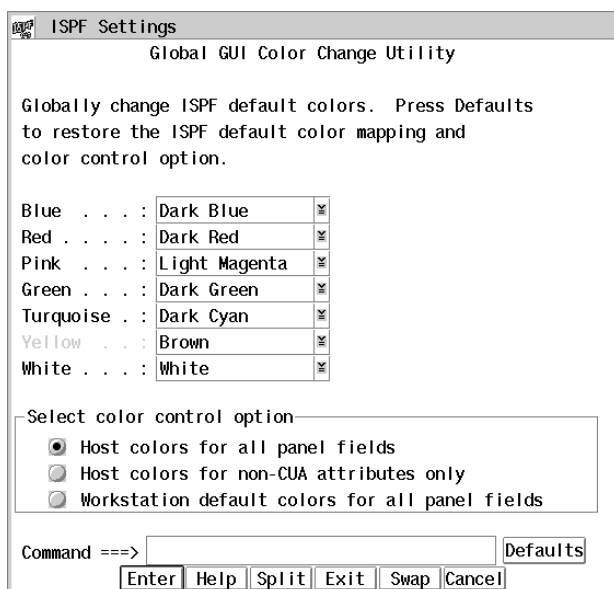 ISPF Settings
Global GUI Color Change Utility
Globally change ISPF default colors. Press Defaults
to restore the ISPF default color mapping and
color control option.
Blue . . . : Dark Blue
Red . . . . : Dark Red
Pink . . . : Light Magenta
Green . . . : Dark Green
Turquoise . : Dark Cyan
Yellow . . : Brown
White . . . : White
Select color control option
Host colors for all panel fields
Host colors for non-CUA attributes only
Workstation default colors for all panel fields
Command ===> Defaults
Enter Help Split Exit Swap Cancel